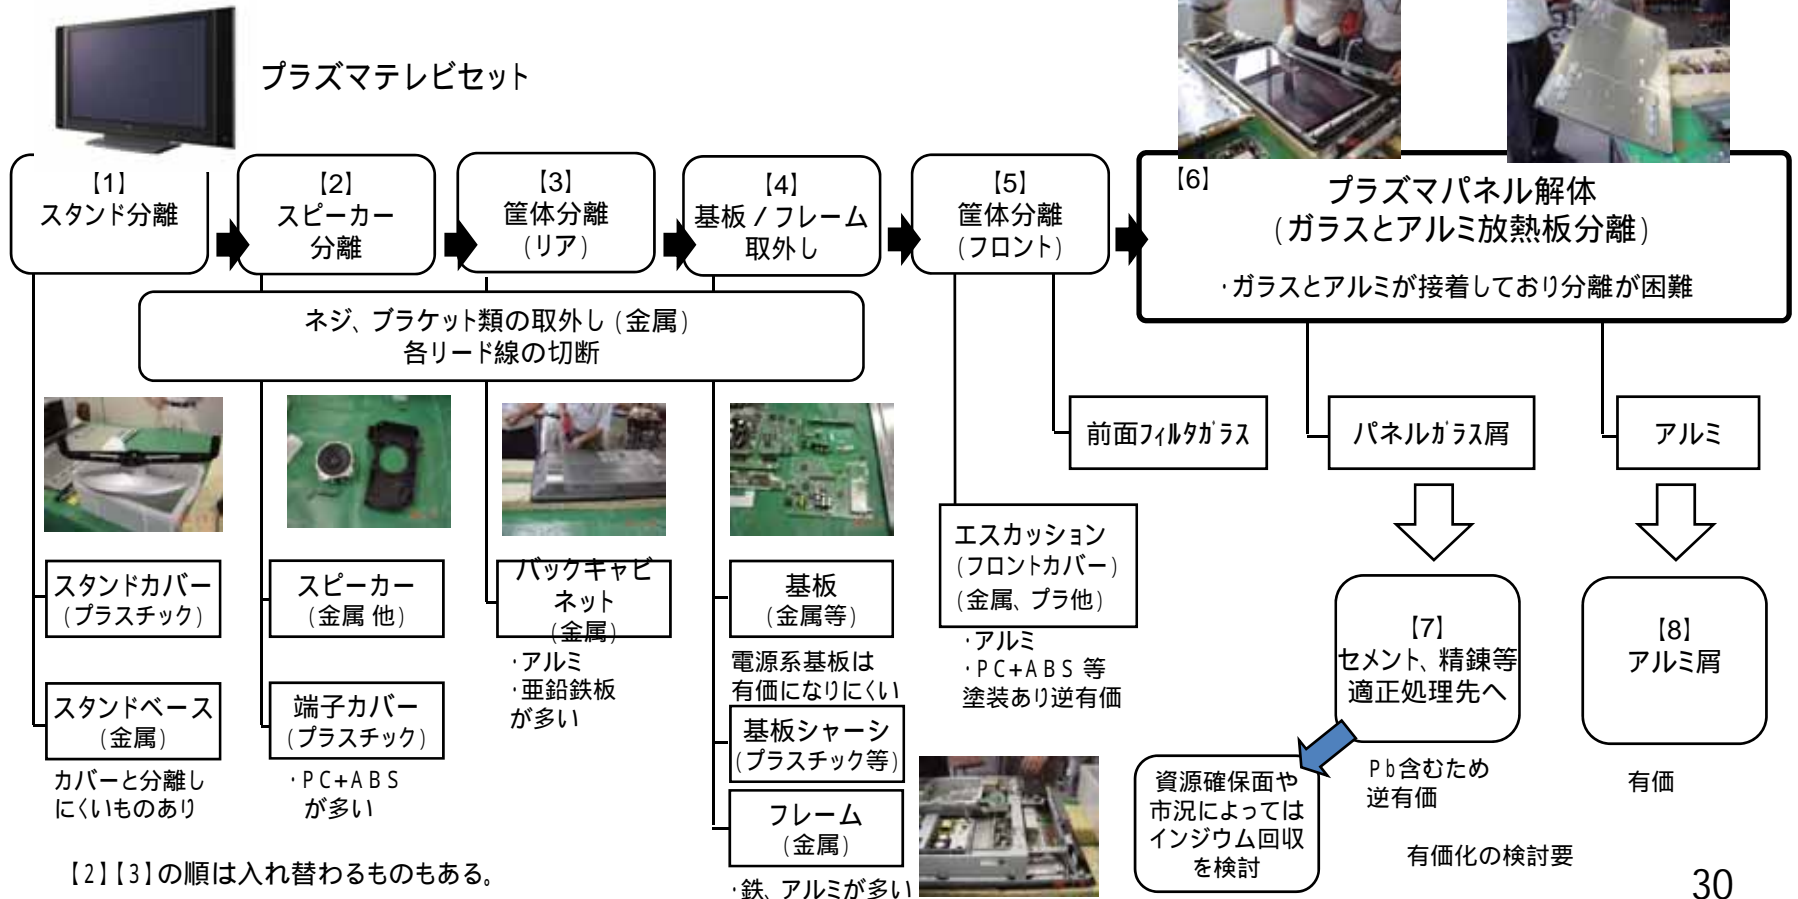 プラズマテレビセット
【1】
スタンド分離
【2】
スピーカー
分離
【3】
筐体分離
(リア)
【4】
基板 / フレーム
取外し
【5】
筐体分離
(フロント)
【6】
プラズマパネル解体
(ガラスとアルミ放熱板分離)
・ガラスとアルミが接着しており分離が困難
ネジ、ブラケット類の取外し (金属)
各リード線の切断
前面フィルタガラス
パネルガラス屑
アルミ
スタンドカバー
(プラスチック)
スタンドベース
(金属)
カバーと分離し
にくいものあり
スピーカー
(金属 他)
端子カバー
(プラスチック)
・PC+ABS
が多い
バックキャビ
ネット
(金属)
・アルミ
・亜鉛鉄板
が多い
基板
(金属等)
電源系基板は
有価になりにくい
基板シャーシ
(プラスチック等)
フレーム
(金属)
・鉄、アルミが多い
エスカッション
(フロントカバー)
(金属、プラ他)
・アルミ
・PC+ABS 等
塗装あり逆有価
【7】
セメント、精錬等
適正処理先へ
Pb含むため
逆有価
資源確保面や
市況によっては
インジウム回収
を検討
【8】
アルミ屑
有価
有価化の検討要
【2】【3】の順は入れ替わるものもある。
30